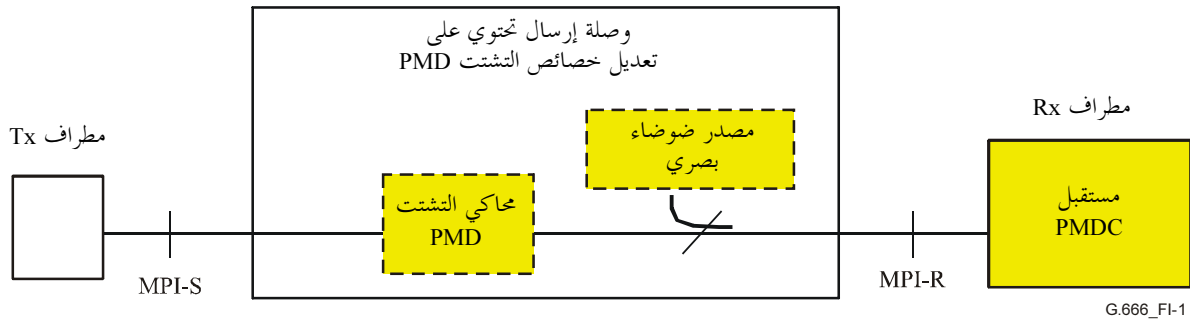 وصلة إرسال تحتوي على
تعديل خصائص التشتت PMD
مطراف Rx
مطراف Tx
مصدر ضوضاء
بصري
محاكي التشتت
PMD
مستقبل
PMDC
MPI-S
MPI-R
G.666_FI-1